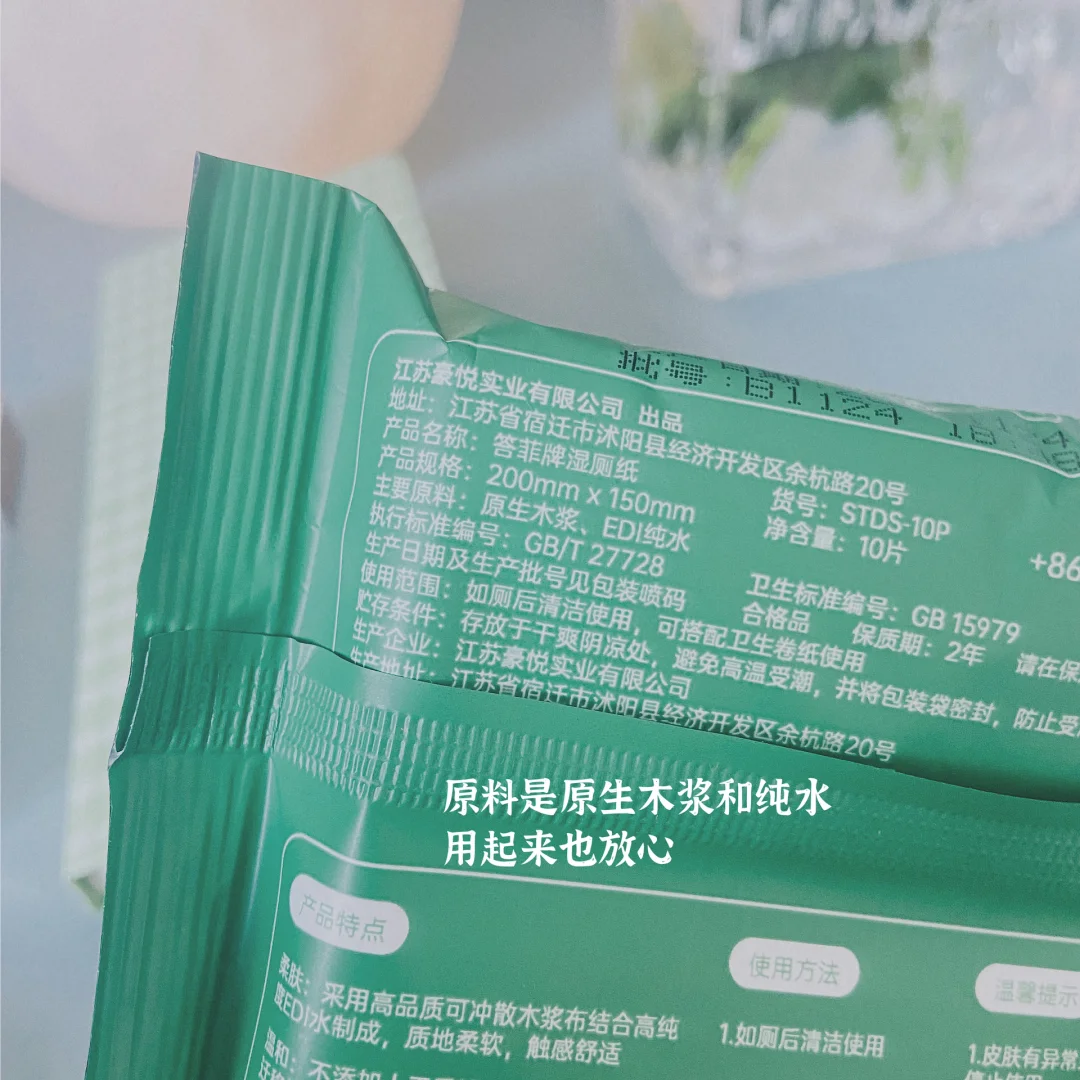 批号:B1124
江苏豪悦实业有限公司 出品
地址：江苏省宿迁市沭阳县经济开发区余杭路20号
产品名称：答菲牌湿厕纸 货号：STDS-10P
产品规格：200mm x 150mm 净含量：10片 +86
主要原料：原生木浆、EDI纯水
执行标准编号：GB/T 27728 卫生标准编号：GB 15979
生产日期及生产批号见包装喷码 合格品 保质期：2年 请在保
使用范围：如厕后清洁使用，可搭配卫生卷纸使用
贮存条件：存放于干爽阴凉处，避免高温受潮，并将包装袋密封，防止受
生产企业：江苏豪悦实业有限公司
生产地址：江苏省宿迁市沭阳县经济开发区余杭路20号
原料是原生木浆和纯水
用起来也放心
产品特点
柔肤：采用高品质可冲散木浆布结合高纯
度EDI水制成，质地柔软，触感舒适
温和：不添加
使用方法
1.如厕后清洁使用
温馨提示
1.皮肤有异常